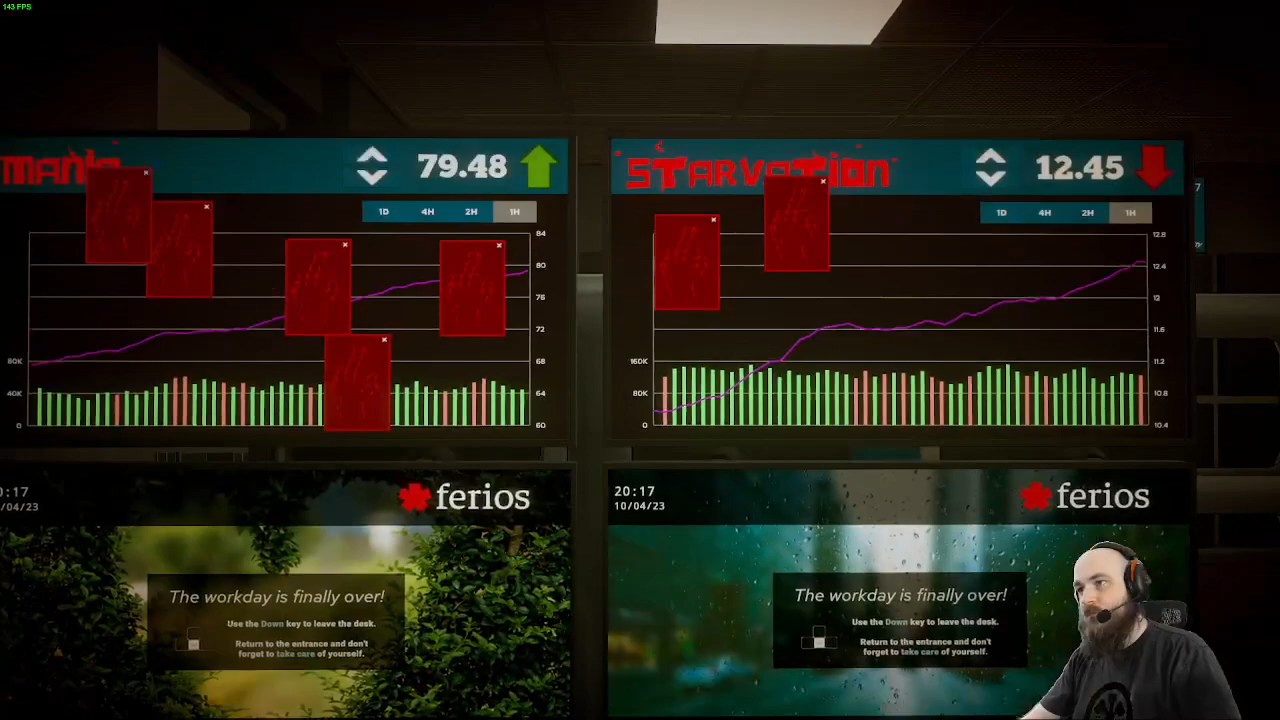 143 FPS
mania
79.48
1D 4H 2H 1H
84
80
76
72
80K 68
40K 64
0 60
starvation
12.45
1D 4H 2H 1H
12.8
12.4
12
11.6
160K 11.2
80K 10.8
0 10.4
7
0:17
/04/23
ferios
The workday is finally over!
Use the Down key to leave the desk.
Return to the entrance and don't
forget to take care of yourself.
20:17
10/04/23
ferios
The workday is finally over!
Use the Down key to leave the desk.
Return to the entrance and don't
forget to take care of yourself.